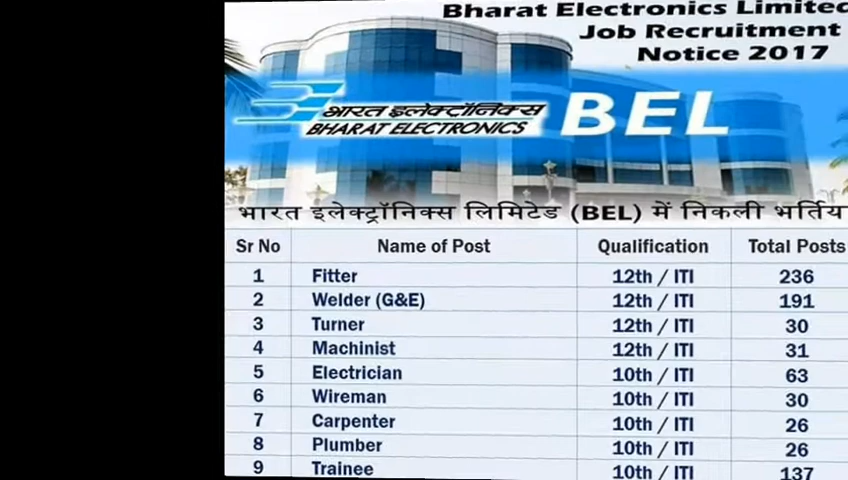 Bharat Electronics Limited
Job Recruitment
Notice 2017
भारत इलेक्ट्रॉनिक्स
BHARAT ELECTRONICS
BEL
भारत इलेक्ट्रॉनिक्स लिमिटेड (BEL) में निकली भर्तिय
Sr No Name of Post Qualification Total Posts
1 Fitter 12th / ITI 236
2 Welder (G&E) 12th / ITI 191
3 Turner 12th / ITI 30
4 Machinist 12th / ITI 31
5 Electrician 10th / ITI 63
6 Wireman 10th / ITI 30
7 Carpenter 10th / ITI 26
8 Plumber 10th / ITI 26
9 Trainee 10th / ITI 137